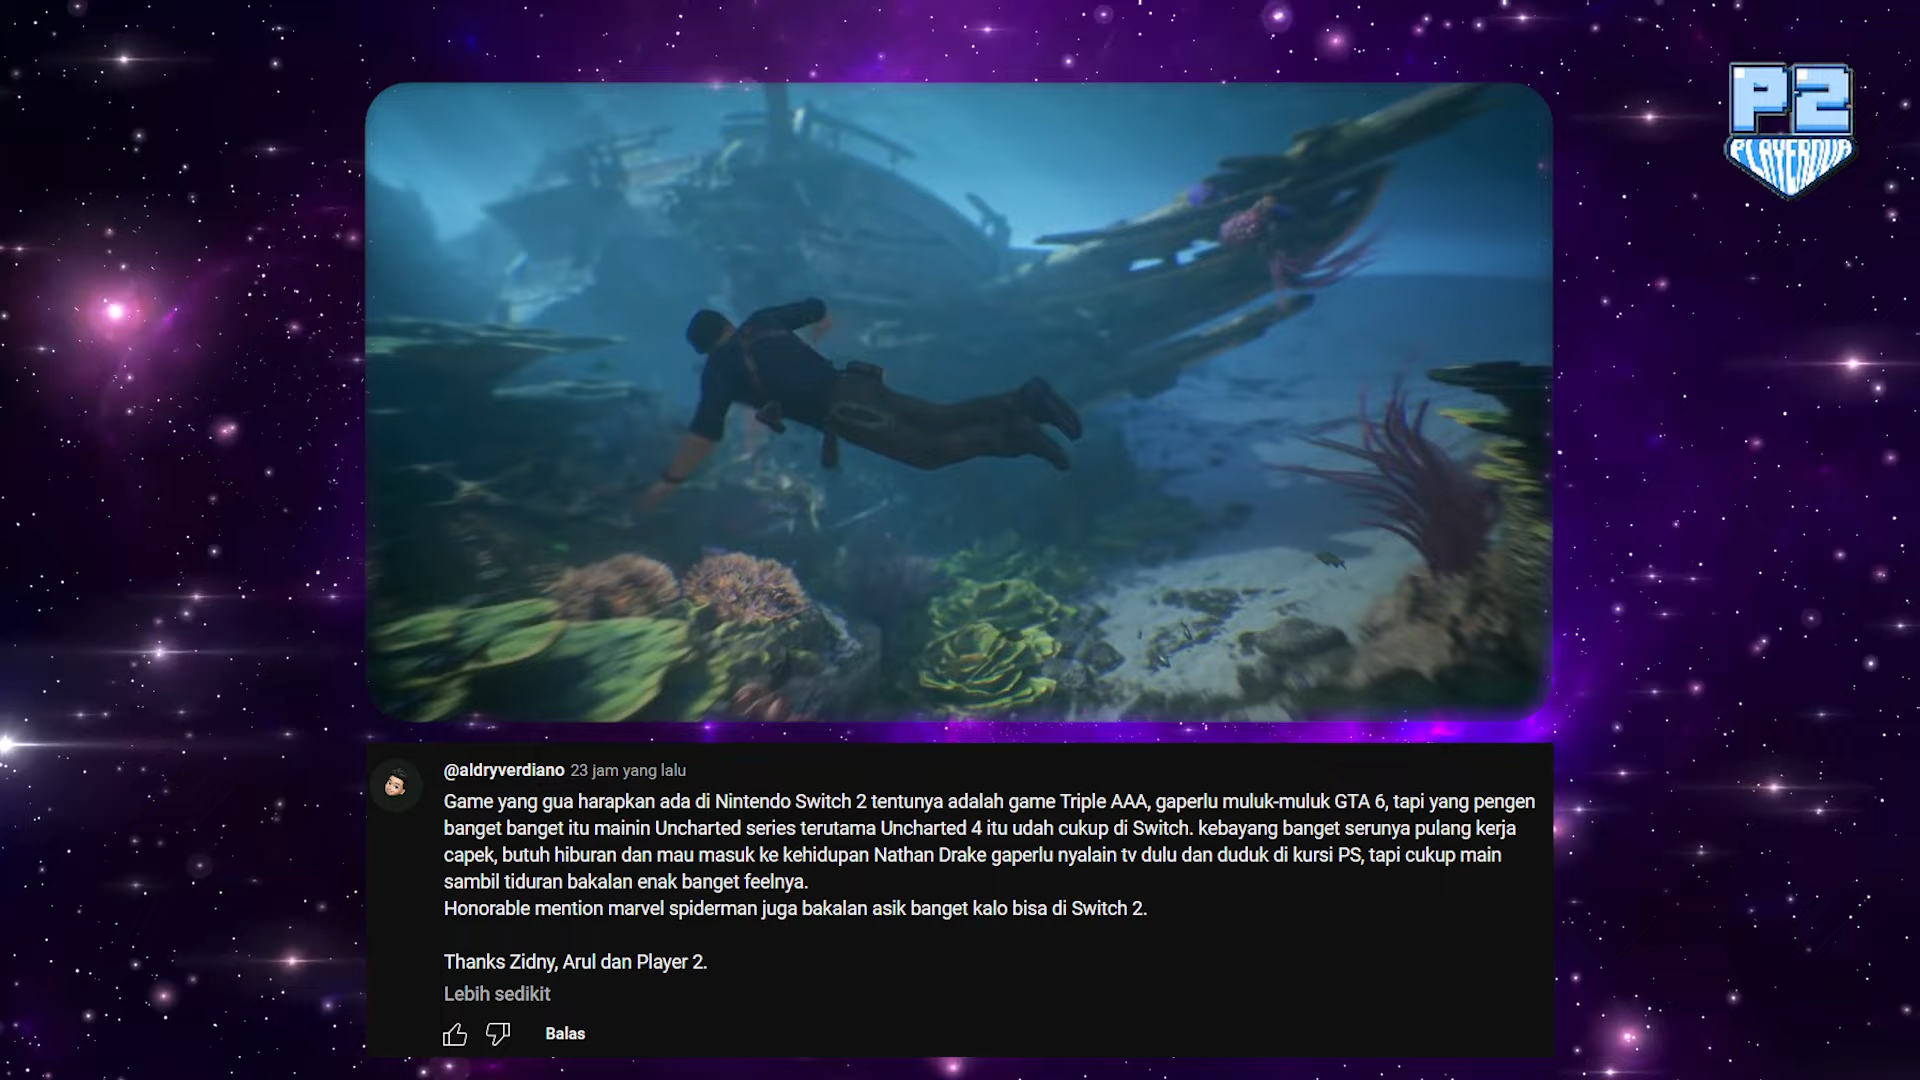 P2
PLAYERDUA
@aldryverdiano 23 jam yang lalu
Game yang gua harapkan ada di Nintendo Switch 2 tentunya adalah game Triple AAA, gaperlu muluk-muluk GTA 6, tapi yang pengen
banget banget itu mainin Uncharted series terutama Uncharted 4 itu udah cukup di Switch. kebayang banget serunya pulang kerja
capek, butuh hiburan dan mau masuk ke kehidupan Nathan Drake gaperlu nyalain tv dulu dan duduk di kursi PS, tapi cukup main
sambil tiduran bakalan enak banget feelnya.
Honorable mention marvel spiderman juga bakalan asik banget kalo bisa di Switch 2.
Thanks Zidny, Arul dan Player 2.
Lebih sedikit
Balas